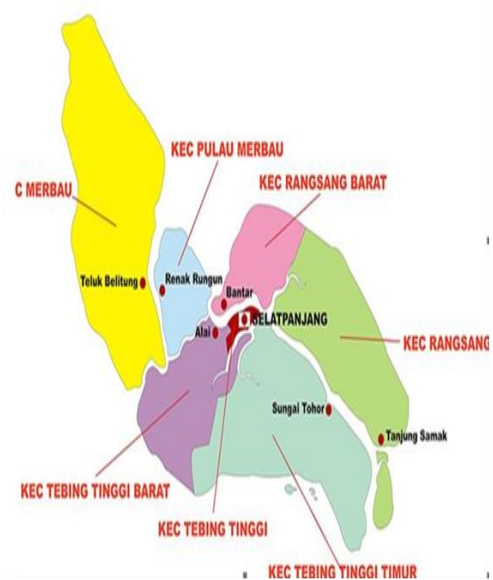 KEC PULAU MERBAU
KEC RANGSANG BARAT
C MERBAU
Teluk Belitung
Renak Rungun
Bantar
SELATPANJANG
Alai
KEC RANGSANG
Sungai Tohor
Tanjung Samak
KEC TEBING TINGGI BARAT
KEC TEBING TINGGI
KEC TEBING TINGGI TIMUR